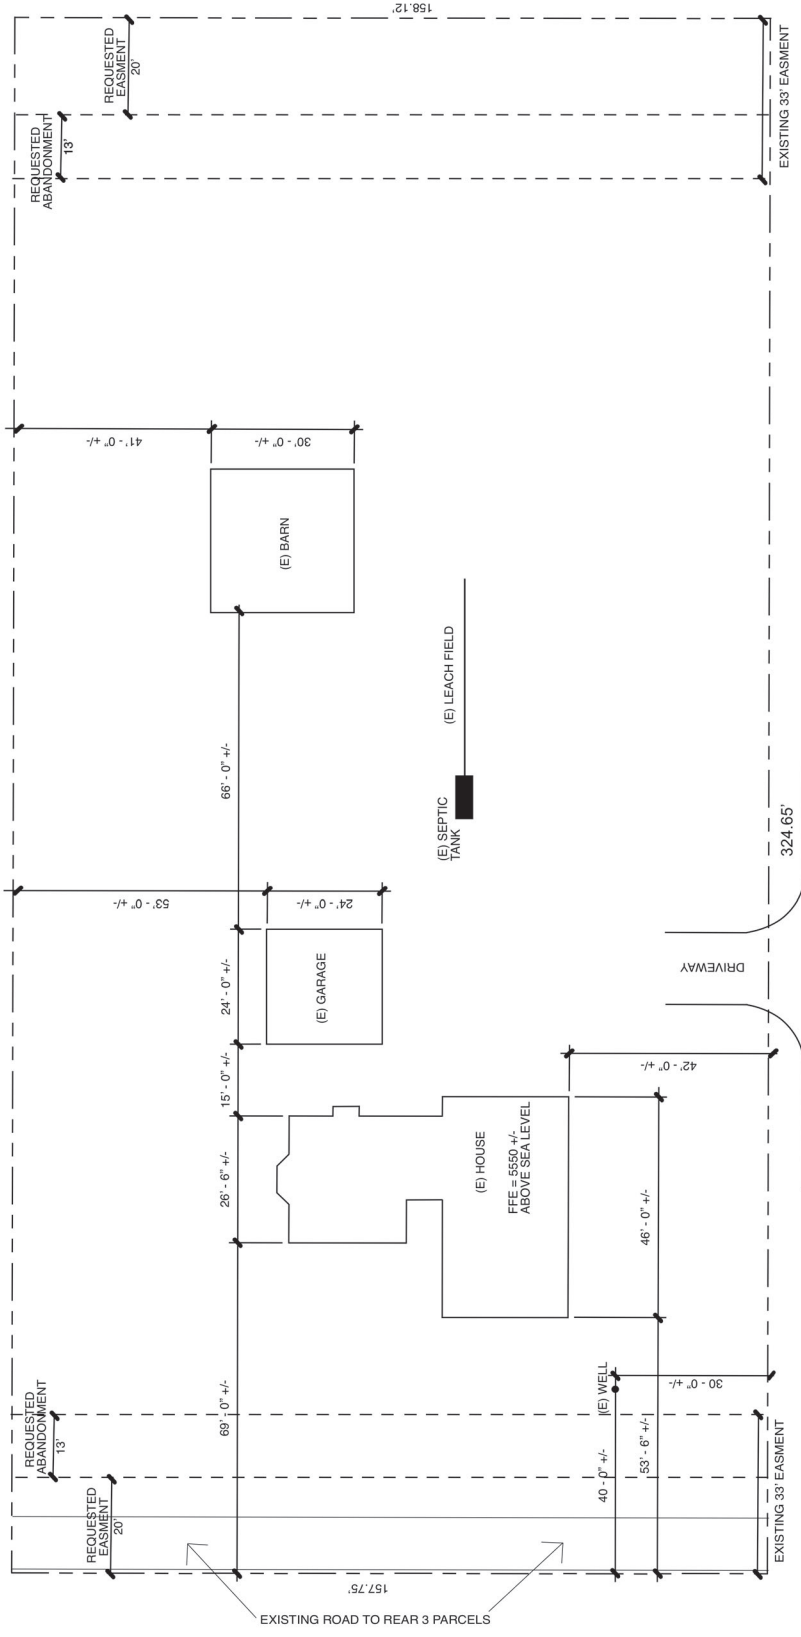 158.12'
REQUESTED
EASMENT
20'
REQUESTED
ABANDONMENT
13'
EXISTING 33' EASMENT
41' - 0" +/-
30' - 0" +/-
(E) BARN
(E) LEACH FIELD
66' - 0" +/-
(E) SEPTIC
TANK
324.65'
53' - 0" +/-
24' - 0" +/-
24' - 0" +/-
(E) GARAGE
DRIVEWAY
15' - 0" +/-
42' - 0" +/-
26' - 6" +/-
(E) HOUSE
FFE = 5550 +/-
ABOVE SEA LEVEL
46' - 0" +/-
69' - 0" +/-
(E) WELL
30 - 0" +/-
40 - 0" +/-
53' - 6" +/-
REQUESTED
ABANDONMENT
13'
REQUESTED
EASMENT
20'
EXISTING 33' EASMENT
157.75'
EXISTING ROAD TO REAR 3 PARCELS